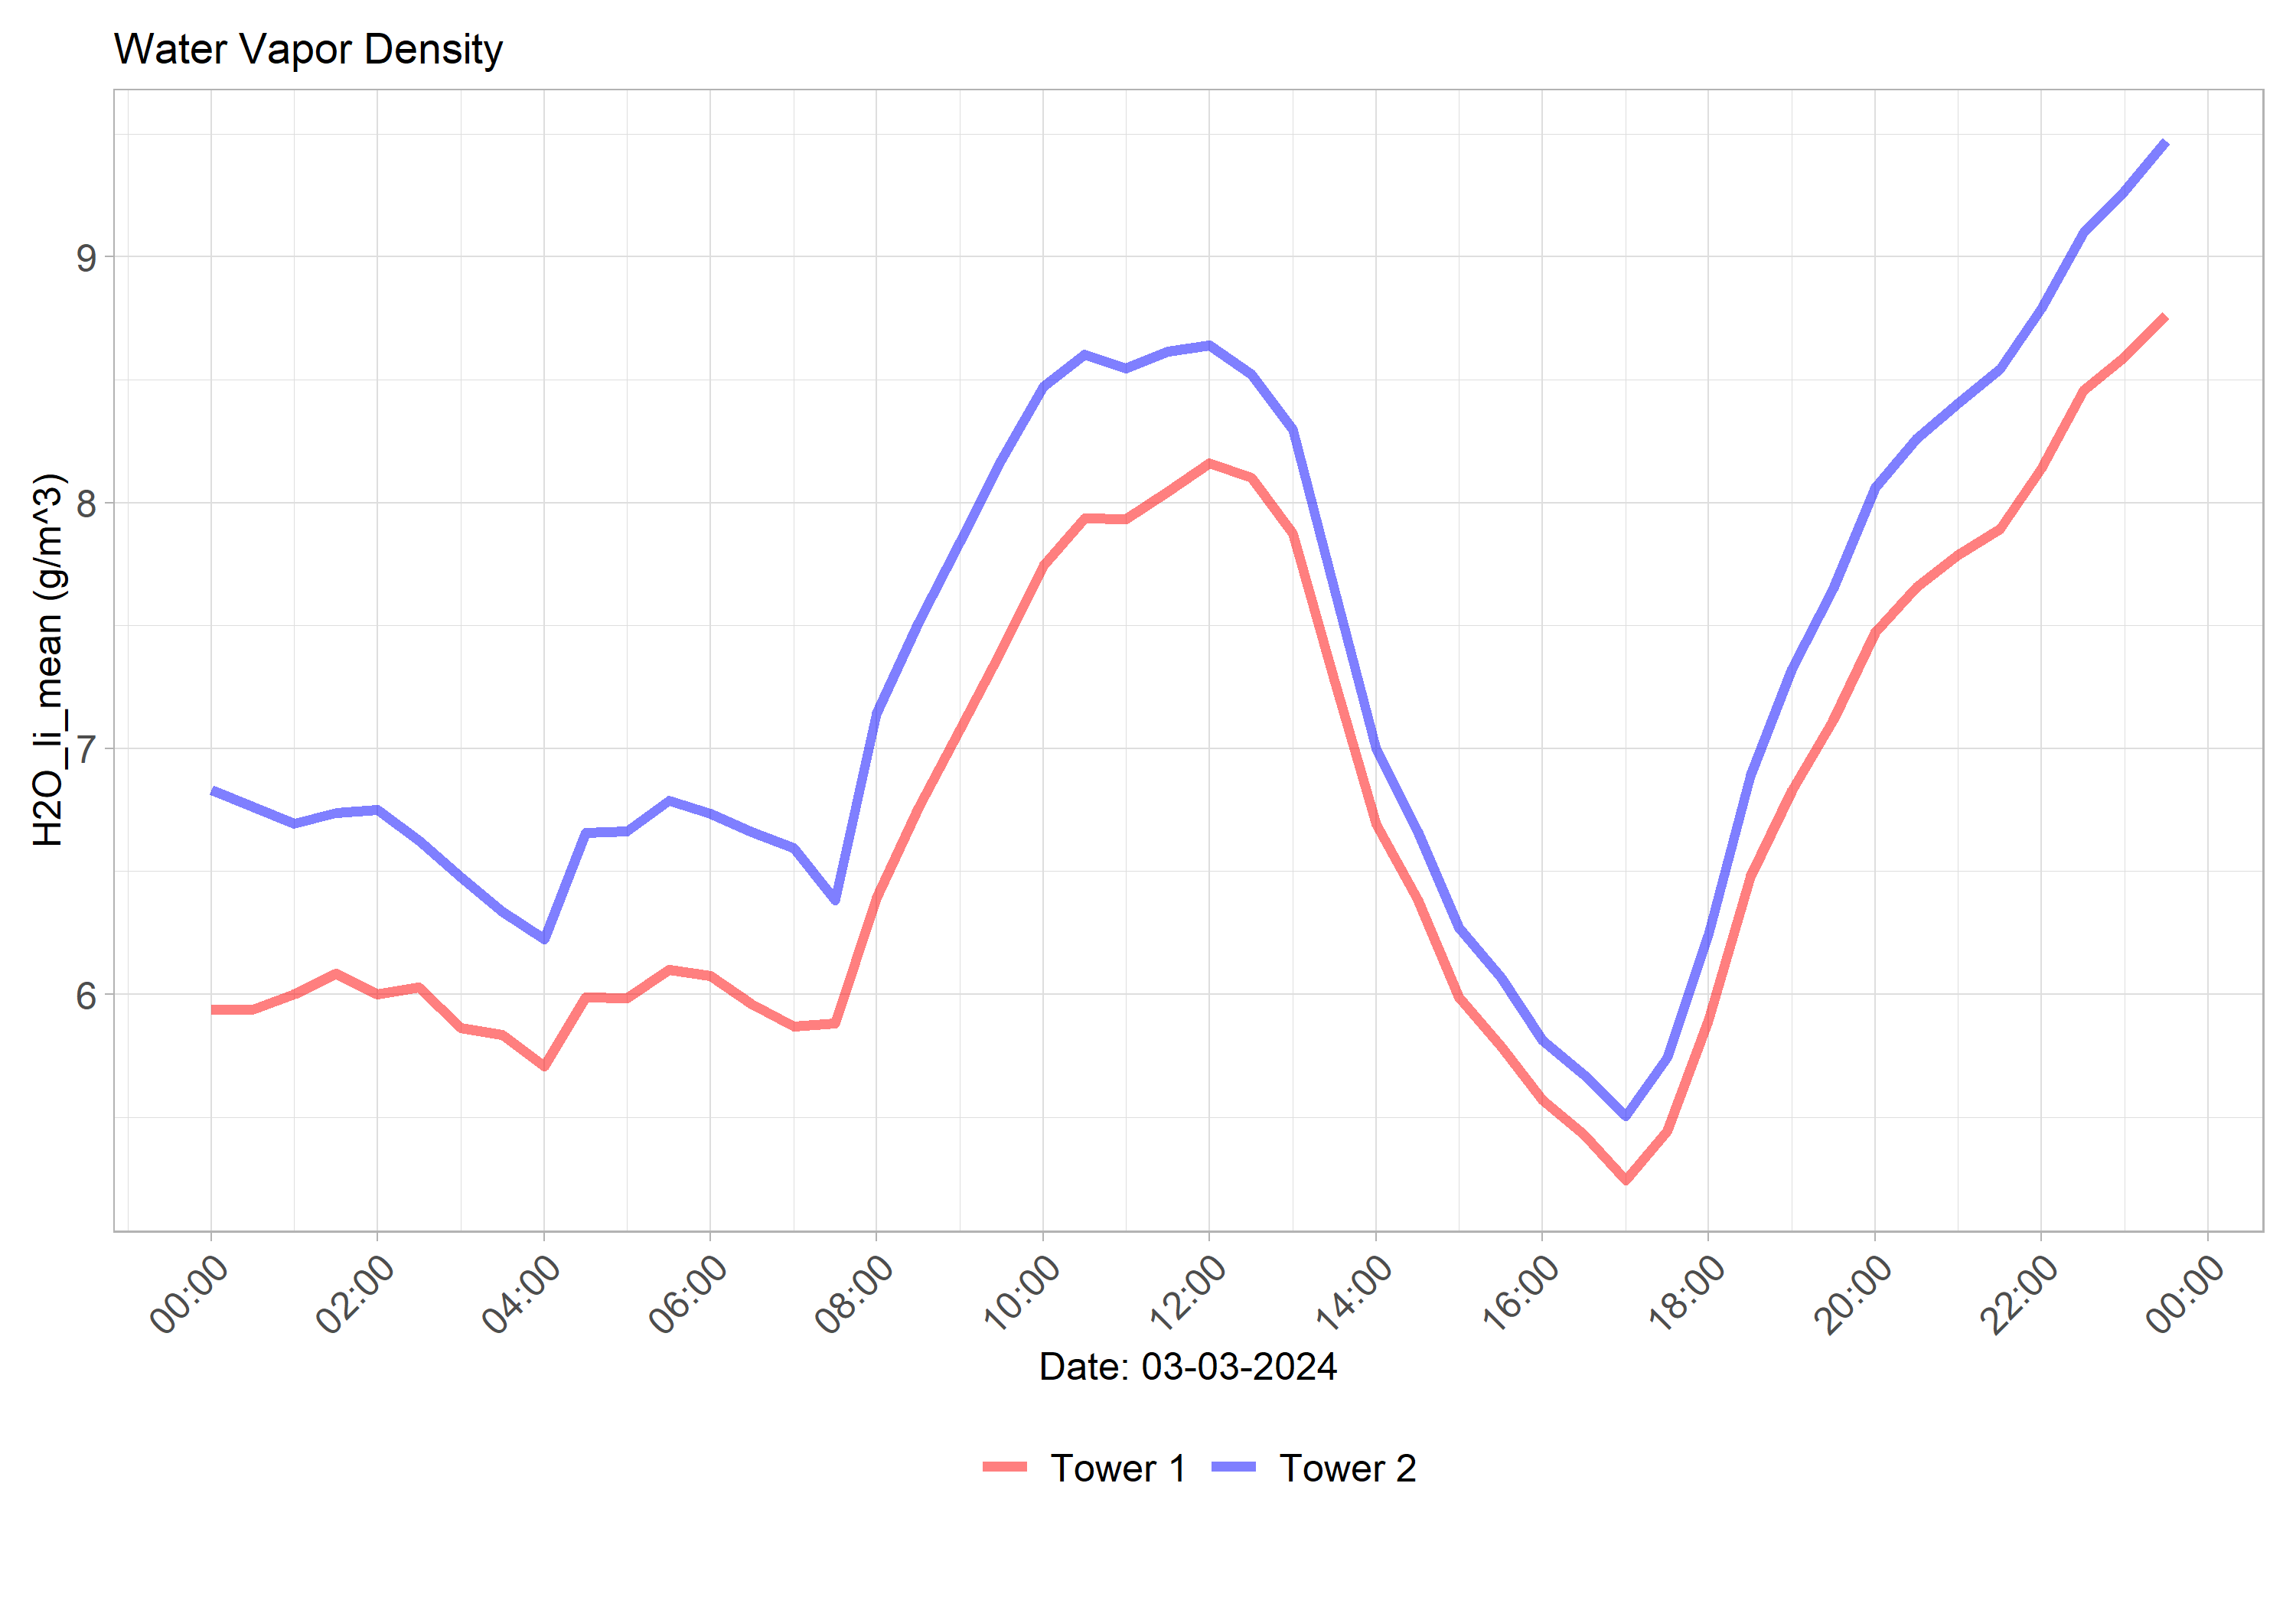 Water Vapor Density
H2O_li_mean (g/m^3)
9
8
7
6
00:00 02:00 04:00 06:00 08:00 10:00 12:00 14:00 16:00 18:00 20:00 22:00 00:00
Date: 03-03-2024
Tower 1 Tower 2